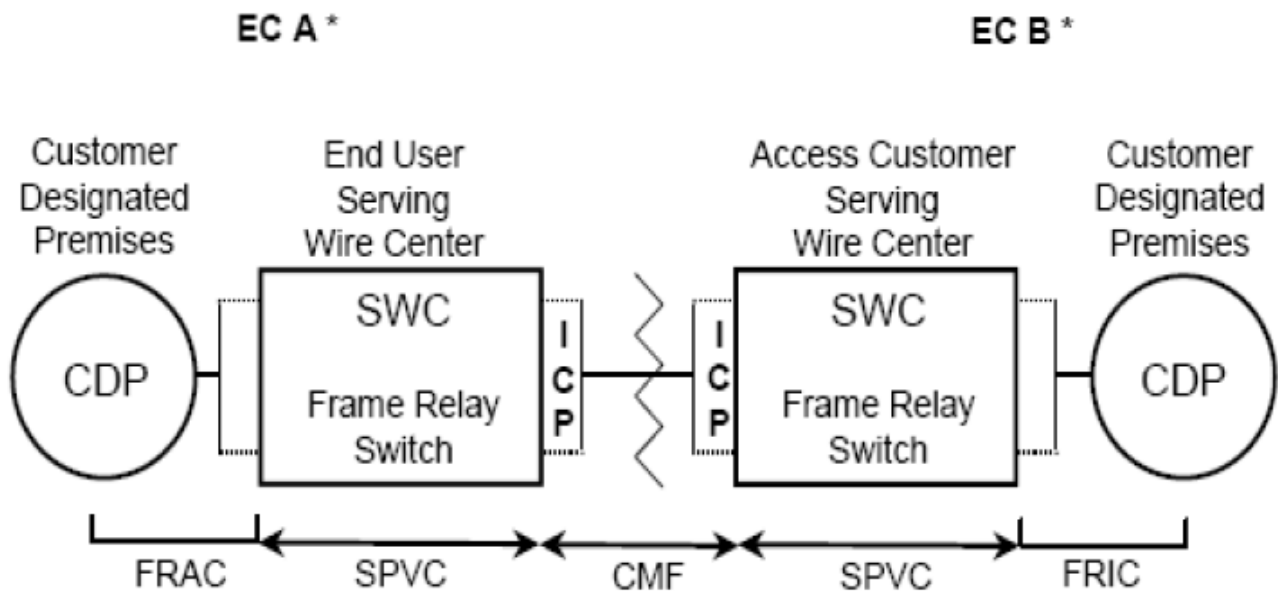 EC A *
EC B *
Customer
Designated
Premises
End User
Serving
Wire Center
Access Customer
Serving
Wire Center
Customer
Designated
Premises
CDP
SWC
Frame Relay
Switch
I
C
P
I
C
P
SWC
Frame Relay
Switch
CDP
FRAC
SPVC
CMF
SPVC
FRIC